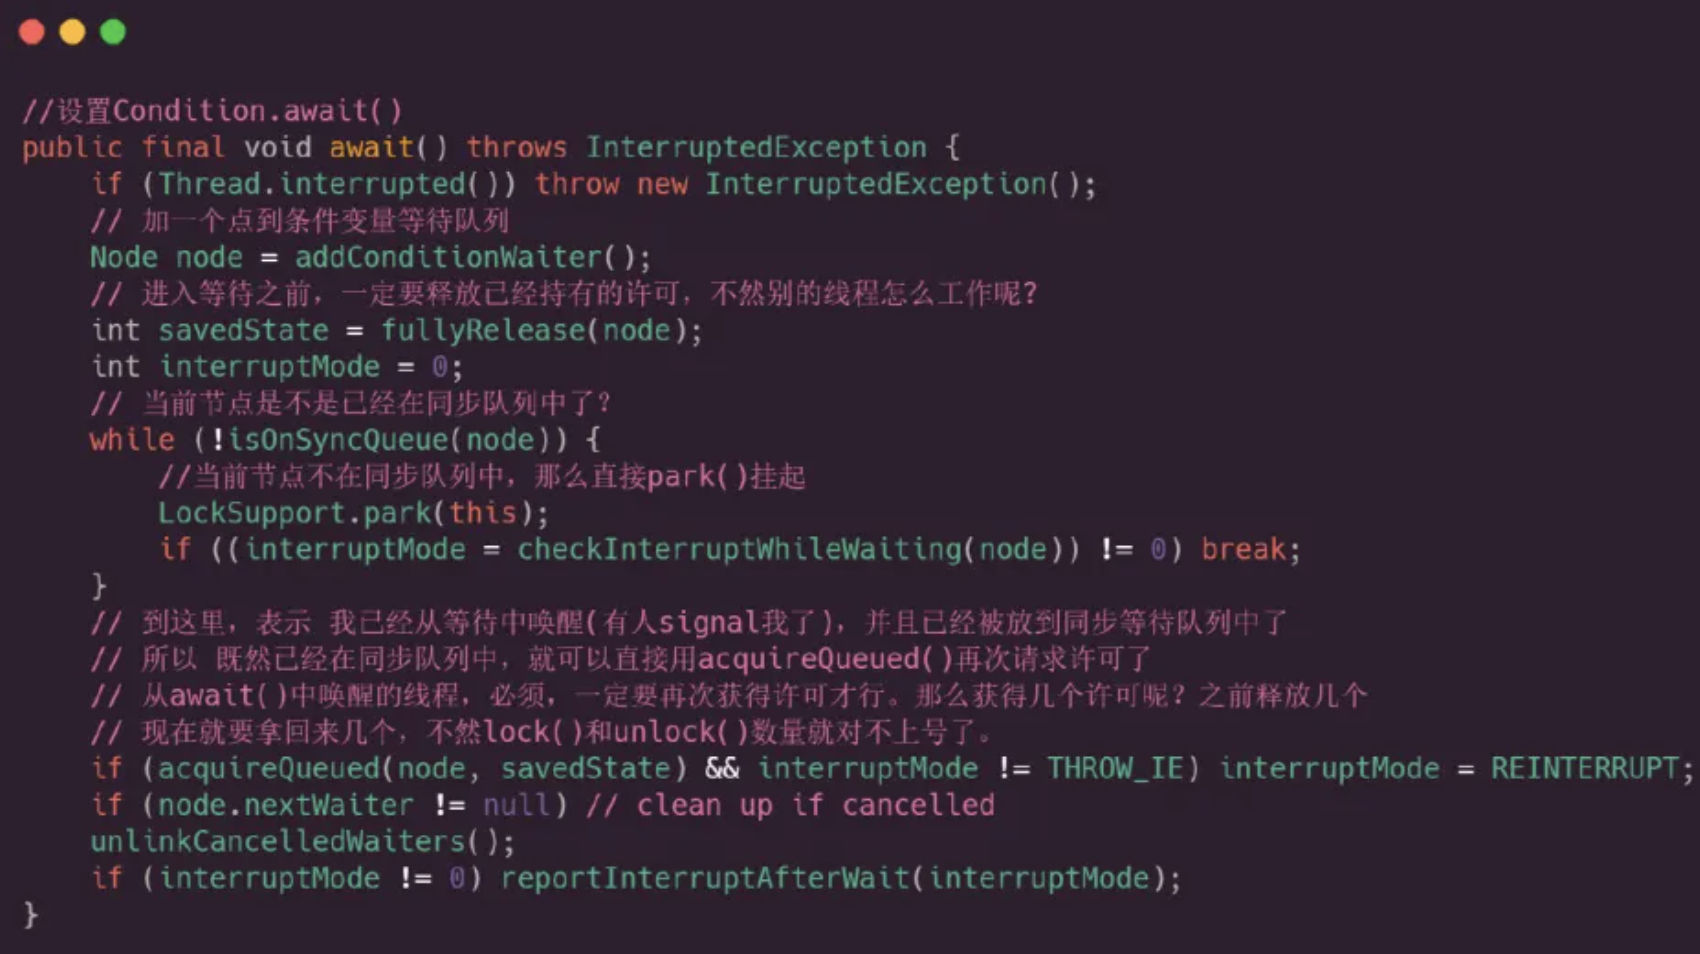 //设置Condition.await()
public final void await() throws InterruptedException {
    if (Thread.interrupted()) throw new InterruptedException();
    // 加一个点到条件变量等待队列
    Node node = addConditionWaiter();
    // 进入等待之前，一定要释放已经持有的许可，不然别的线程怎么工作呢?
    int savedState = fullyRelease(node);
    int interruptMode = 0;
    // 当前节点是不是已经在同步队列中了?
    while (!isOnSyncQueue(node)) {
        //当前节点不在同步队列中，那么直接park()挂起
        LockSupport.park(this);
        if ((interruptMode = checkInterruptWhileWaiting(node)) != 0) break;
    }
    // 到这里，表示 我已经从等待中唤醒(有人signal我了)，并且已经被放到同步等待队列中了
    // 所以 既然已经在同步队列中，就可以直接用acquireQueued()再次请求许可了
    // 从await()中唤醒的线程，必须，一定要再次获得许可才行。那么获得几个许可呢? 之前释放几个
    // 现在就要拿回来几个，不然lock()和unlock()数量就对不上号了。
    if (acquireQueued(node, savedState) && interruptMode != THROW_IE) interruptMode = REINTERRUPT;
    if (node.nextWaiter != null) // clean up if cancelled
    unlinkCancelledWaiters();
    if (interruptMode != 0) reportInterruptAfterWait(interruptMode);
}